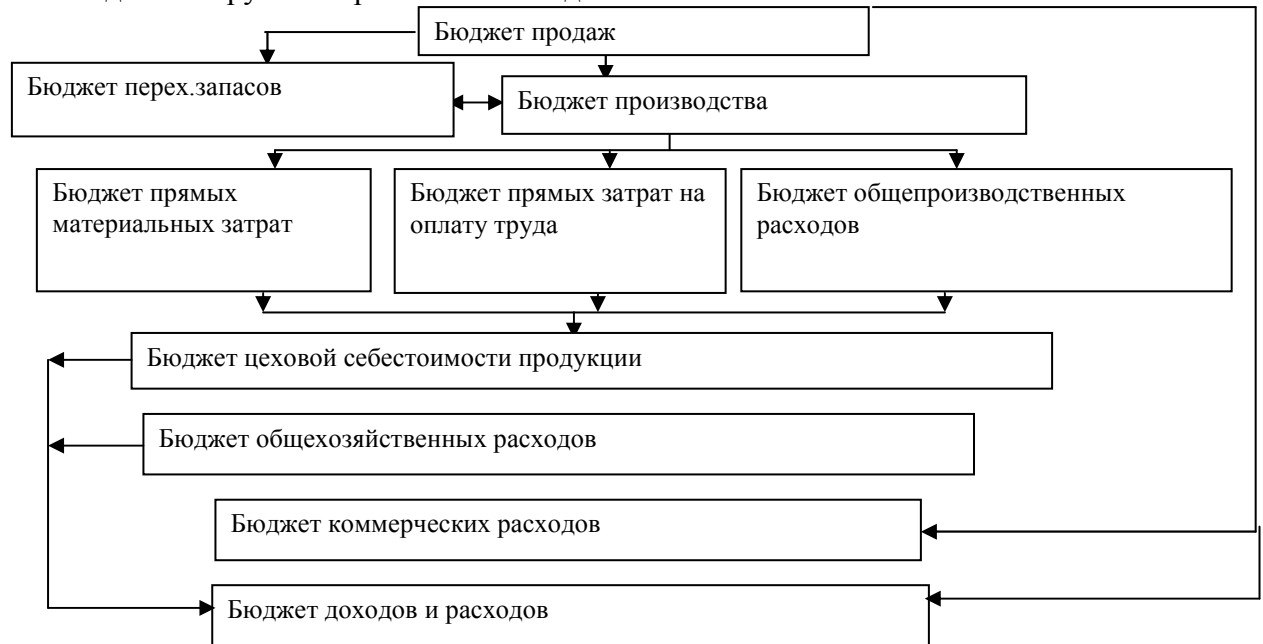 Бюджет продаж
Бюджет перех.запасов
Бюджет производства
Бюджет прямых
материальных затрат
Бюджет прямых затрат на
оплату труда
Бюджет общепроизводственных
расходов
Бюджет цеховой себестоимости продукции
Бюджет общехозяйственных расходов
Бюджет коммерческих расходов
Бюджет доходов и расходов